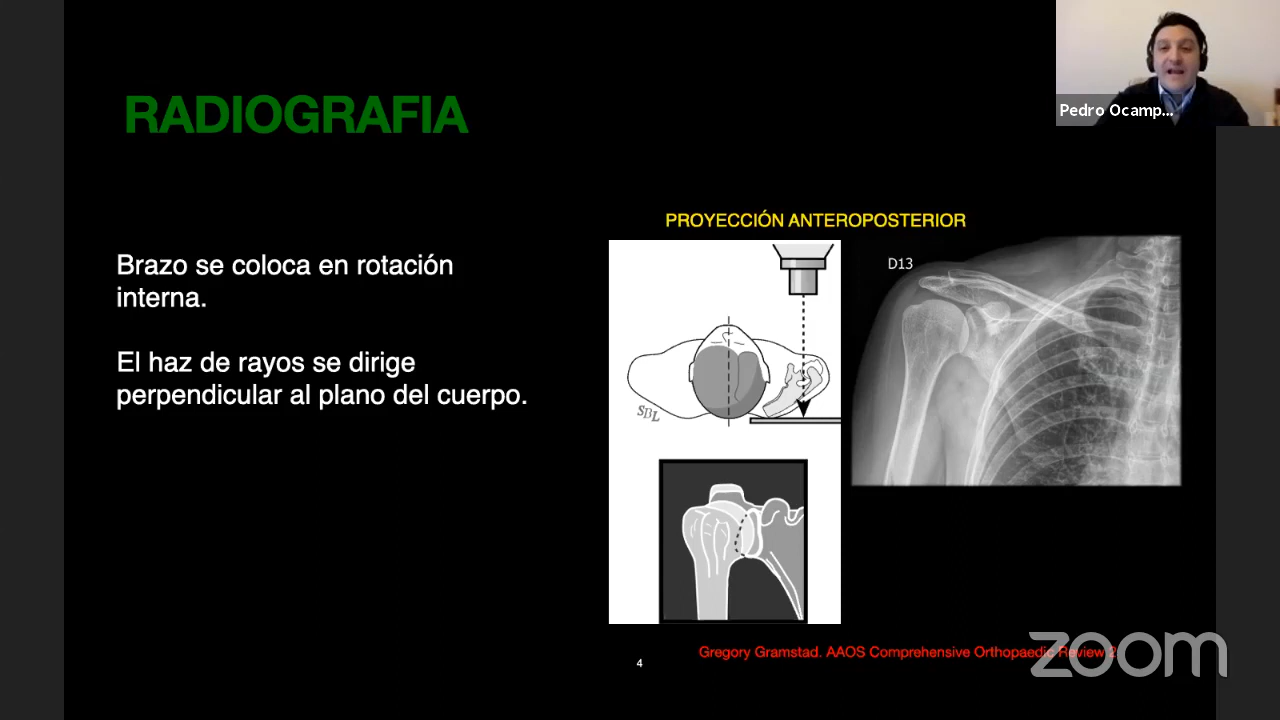 RADIOGRAFIA
Pedro Ocamp...
PROYECCIÓN ANTEROPOSTERIOR
Brazo se coloca en rotación
interna.
El haz de rayos se dirige
perpendicular al plano del cuerpo.
D13
SBL
Gregory Gramstad. AAOS Comprehensive Orthopaedic Review 2
4
zoom